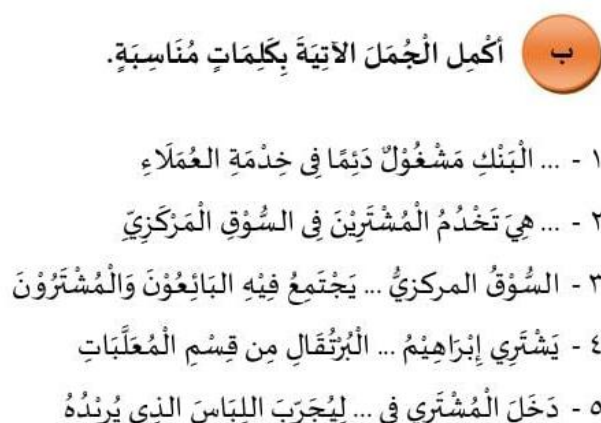 ب أكْمِل الْجُمَلَ الآتِيَةَ بِكَلِمَاتٍ مُنَاسِبَةٍ.
١ - ... الْبَنْكِ مَشْغُوْلٌ دَئِمًا فِى خِدْمَةِ العُمَلَاءِ
٢ - ... هِيَ تَخْدُمُ الْمُشْتَرِيْنَ فِى السُّوْقِ الْمَرْكَزِيِّ
٣ - السُّوْقُ المركزيُّ ... يَجْتَمِعُ فِيْهِ البَائِعُوْنَ وَالْمُشْتَرُوْنَ
٤ - يَشْتَرِي إِبْرَاهِيْمُ ... الْبُرْتُقَالِ مِن قِسْمِ الْمُعَلَّبَاتِ
٥ - دَخَلَ الْمُشْتَرِي فِى ... لِيُجَرّبَ اللِبَاسَ الذِي يُرِيْدُهُ